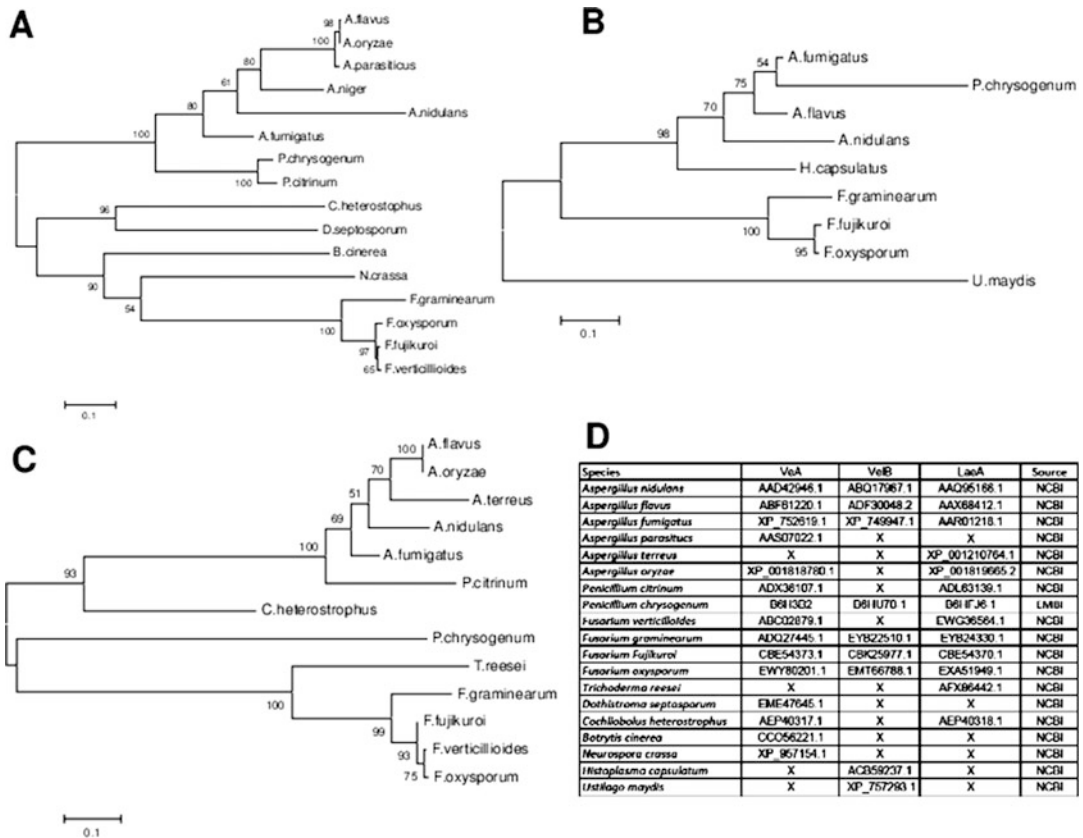 A
98
A.flavus
100
A.oryzae
A.parasiticus
80
A.niger
61
A.nidulans
80
A.fumigatus
100
P.chrysogenum
100
P.citrinum
96
C.heterostophus
D.septosporum
B.cinerea
90
N.crassa
54
F.graminearum
100
F.oxysporum
97
F.fujikuroi
65
F.verticillioides
0.1
B
54
A.fumigatus
P.chrysogenum
75
A.flavus
70
A.nidulans
98
H.capsulatus
F.graminearum
100
F.fujikuroi
95
F.oxysporum
U.maydis
0.1
C
100
A.flavus
A.oryzae
70
A.terreus
51
A.nidulans
69
A.fumigatus
100
P.citrinum
93
C.heterostrophus
P.chrysogenum
T.reesei
100
F.graminearum
99
F.fujikuroi
93
F.verticillioides
75
F.oxysporum
0.1
D
Species VeA VelB LaeA Source
Aspergillus nidulans AAD42946.1 ABQ17967.1 AAQ95166.1 NCBI
Aspergillus flavus ABF61220.1 ADF30048.2 AAX68412.1 NCBI
Aspergillus fumigatus XP_752619.1 XP_749947.1 AAR01218.1 NCBI
Aspergillus parasitucs AAS07022.1 X X NCBI
Aspergillus terreus X X XP_001210764.1 NCBI
Aspergillus oryzae XP_001818780.1 X XP_001819665.2 NCBI
Penicillium citrinum ADX36107.1 X ADL63139.1 NCBI
Penicillium chrysogenum
Fusarium verticillioides ABC02879.1 X EWG36564.1 NCBI
Fusarium graminearum ADQ27445.1 EYB22510.1 EYB24330.1 NCBI
Fusarium Fujikuroi CBE54373.1 CBK25977.1 CBE54370.1 NCBI
Fusarium oxysporum EWY80201.1 EMT66788.1 EXA51949.1 NCBI
Trichoderma reesei X X AFX86442.1 NCBI
Dothistroma septosporum EME47645.1 X X NCBI
Cochliobolus heterostrophus AEP40317.1 X AEP40318.1 NCBI
Botrytis cinerea CCO56221.1 X X NCBI
Neurospora crassa XP_957154.1 X X NCBI
Histoplasma capsulatum X ACB59237.1 X NCBI
Ustilago maydis X XP_757293.1 X NCBI